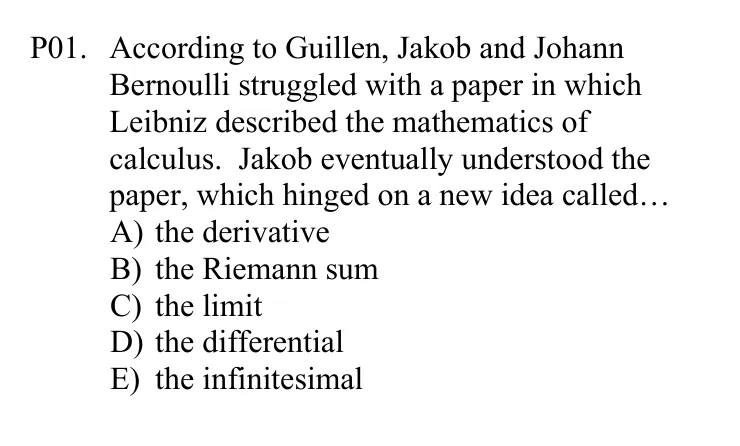 P01. According to Guillen, Jakob and Johann
Bernoulli struggled with a paper in which
Leibniz described the mathematics of
calculus. Jakob eventually understood the
paper, which hinged on a new idea called…
A) the derivative
B) the Riemann sum
C) the limit
D) the differential
E) the infinitesimal